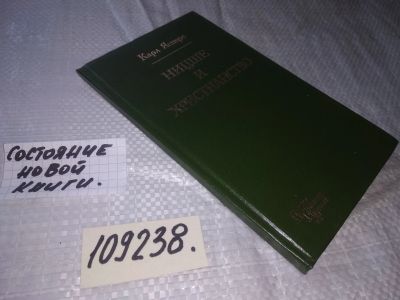 Карл Ясперс
НИЦШЕ
И
ХРИСТИАНСТВО
СОСТОЯНИЕ
НОВОЙ
КНИГИ.
109238.